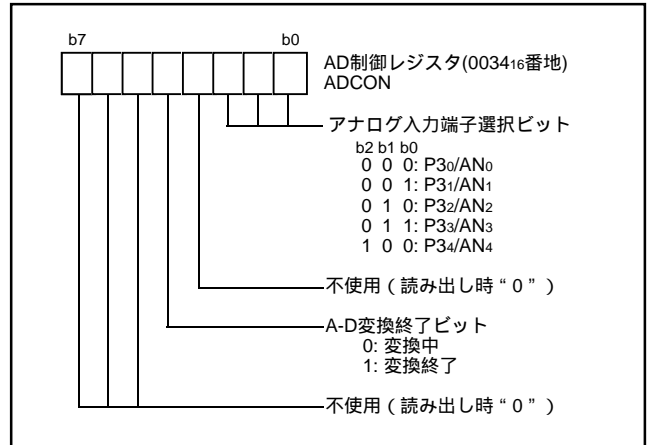 b7 b0
AD制御レジスタ(003416番地)
ADCON
アナログ入力端子選択ビット
b2 b1 b0
0 0 0: P30/AN0
0 0 1: P31/AN1
0 1 0: P32/AN2
0 1 1: P33/AN3
1 0 0: P34/AN4
不使用（読み出し時“0”）
A-D変換終了ビット
0: 変換中
1: 変換終了
不使用（読み出し時“0”）